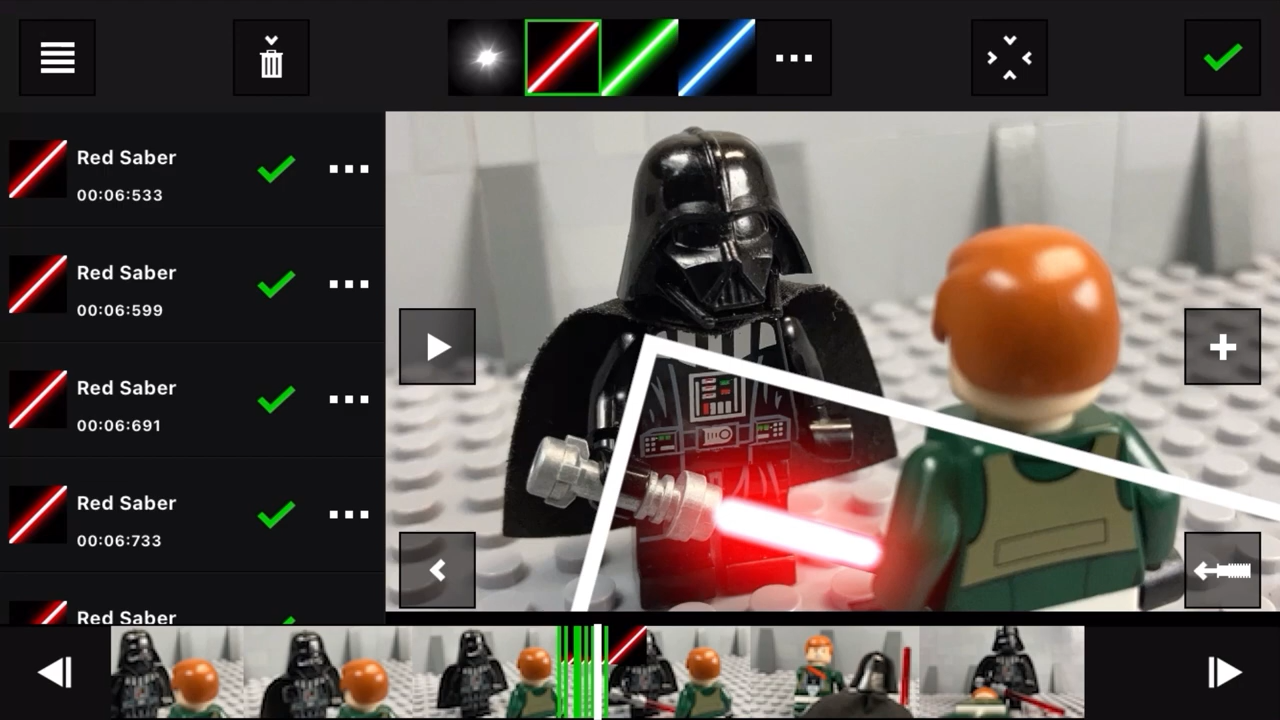 Red Saber
00:06:533
Red Saber
00:06:599
Red Saber
00:06:691
Red Saber
00:06:733
Red Saber